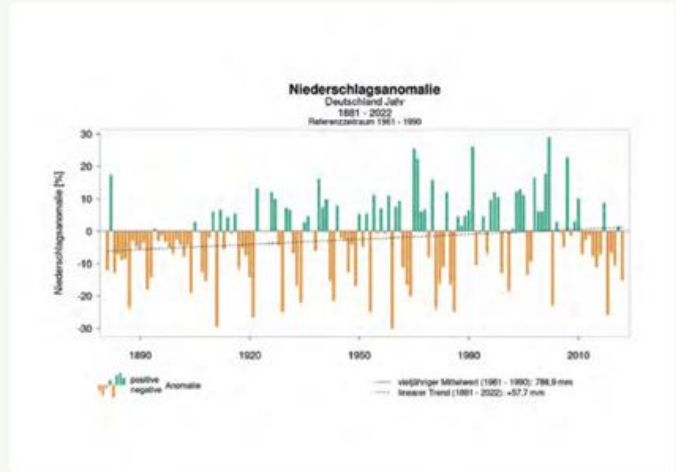 Niederschlagsanomalie
Deutschland Jahr
1881 - 2022
Referenzzeitraum 1961 - 1990
Niederschlagsanomalie [%]
30
20
10
0
-10
-20
-30
1890
1920
1950
1980
2010
positive
negative
Anomalie
vieljähriger Mittelwert (1961 - 1990): 788,9 mm
linearer Trend (1881 - 2022): +57,7 mm